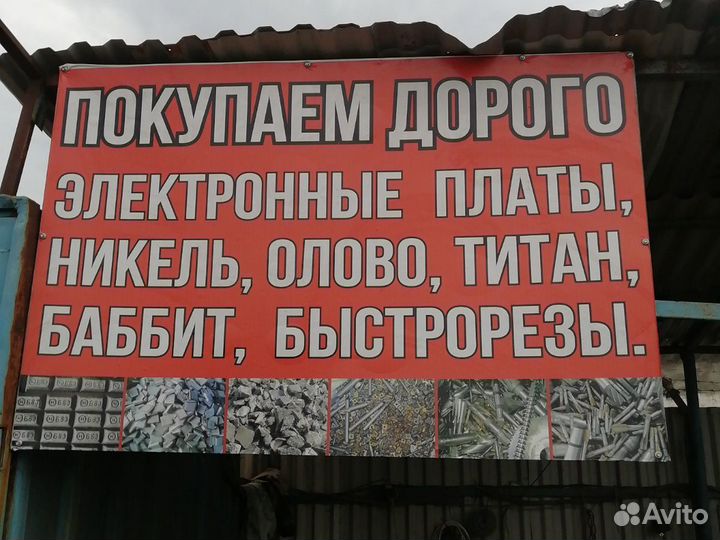 ПОКУПАЕМ ДОРОГО
ЭЛЕКТРОННЫЕ ПЛАТЫ,
НИКЕЛЬ, ОЛОВО, ТИТАН,
БАББИТ, БЫСТРОРЕЗЫ.
Avito